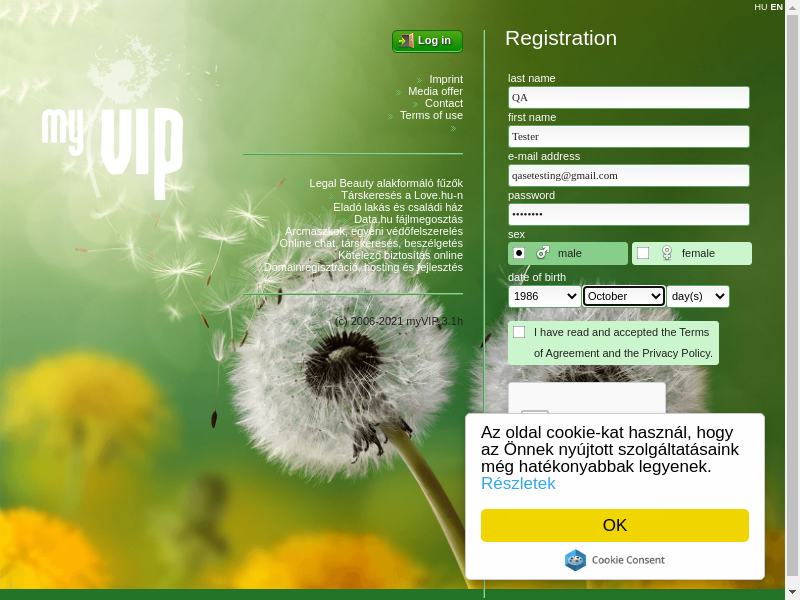 HU EN
my VIP
Log in
Imprint
Media offer
Contact
Terms of use
Legal Beauty alakformáló fűzők
Társkeresés a Love.hu-n
Eladó lakás és családi ház
Data.hu fájlmegosztás
Arcmaszkok, egyéni védőfelszerelés
Online chat, társkeresés, beszélgetés
Kötelező biztosítás online
Domainregisztráció, hosting és fejlesztés
(c) 2006-2021 myVIP 3.1h
Registration
last name
QA
first name
Tester
e-mail address
qasetesting@gmail.com
password
••••••••
sex
male female
date of birth
1986 October day(s)
I have read and accepted the Terms
of Agreement and the Privacy Policy.
Az oldal cookie-kat használ, hogy
az Önnek nyújtott szolgáltatásaink
még hatékonyabbak legyenek.
Részletek
OK
Cookie Consent